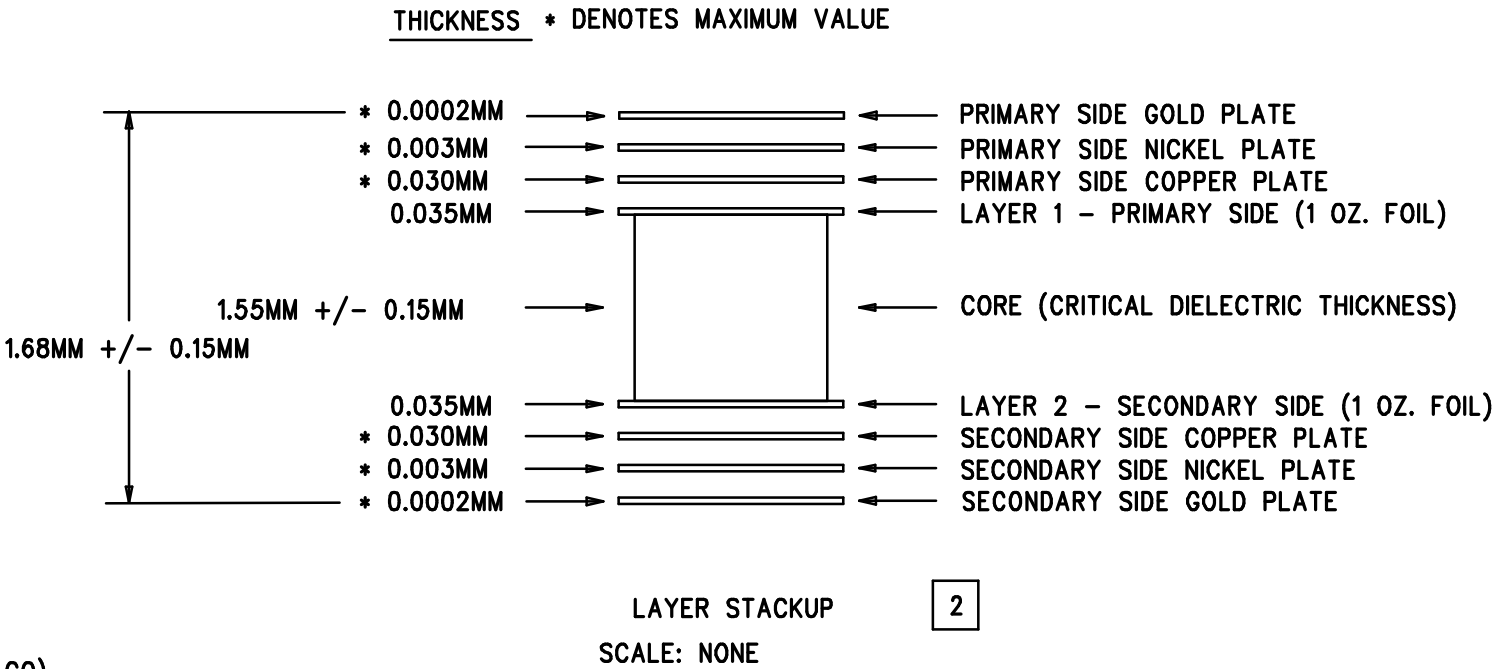 THICKNESS * DENOTES MAXIMUM VALUE
* 0.0002MM PRIMARY SIDE GOLD PLATE
* 0.003MM PRIMARY SIDE NICKEL PLATE
* 0.030MM PRIMARY SIDE COPPER PLATE
0.035MM LAYER 1 - PRIMARY SIDE (1 OZ. FOIL)
1.55MM +/- 0.15MM CORE (CRITICAL DIELECTRIC THICKNESS)
1.68MM +/- 0.15MM
0.035MM LAYER 2 - SECONDARY SIDE (1 OZ. FOIL)
* 0.030MM SECONDARY SIDE COPPER PLATE
* 0.003MM SECONDARY SIDE NICKEL PLATE
* 0.0002MM SECONDARY SIDE GOLD PLATE
LAYER STACKUP 2
SCALE: NONE